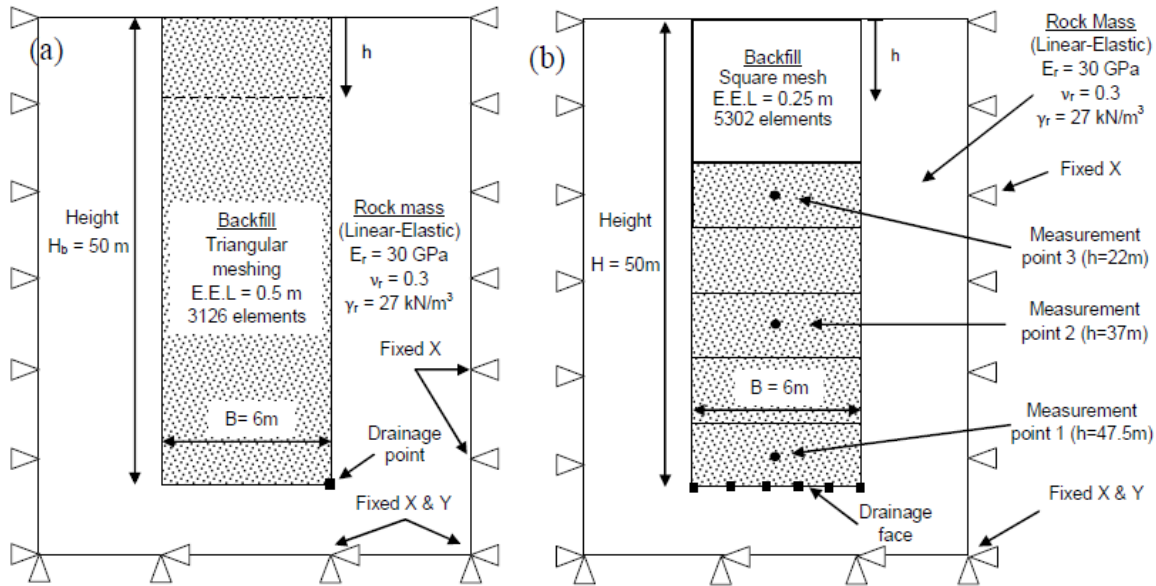 (a)
h
Height
H_b = 50 m
Backfill
Triangular
meshing
E.E.L = 0.5 m
3126 elements
Rock mass
(Linear-Elastic)
E_r = 30 GPa
ν_r = 0.3
γ_r = 27 kN/m³
Fixed X
B= 6m
Drainage
point
Fixed X & Y
(b)
Backfill
Square mesh
E.E.L = 0.25 m
5302 elements
h
Rock Mass
(Linear-Elastic)
E_r = 30 GPa
ν_r = 0.3
γ_r = 27 kN/m³
Fixed X
Height
H = 50m
Measurement
point 3 (h=22m)
Measurement
point 2 (h=37m)
B = 6m
Measurement
point 1 (h=47.5m)
Drainage
face
Fixed X & Y